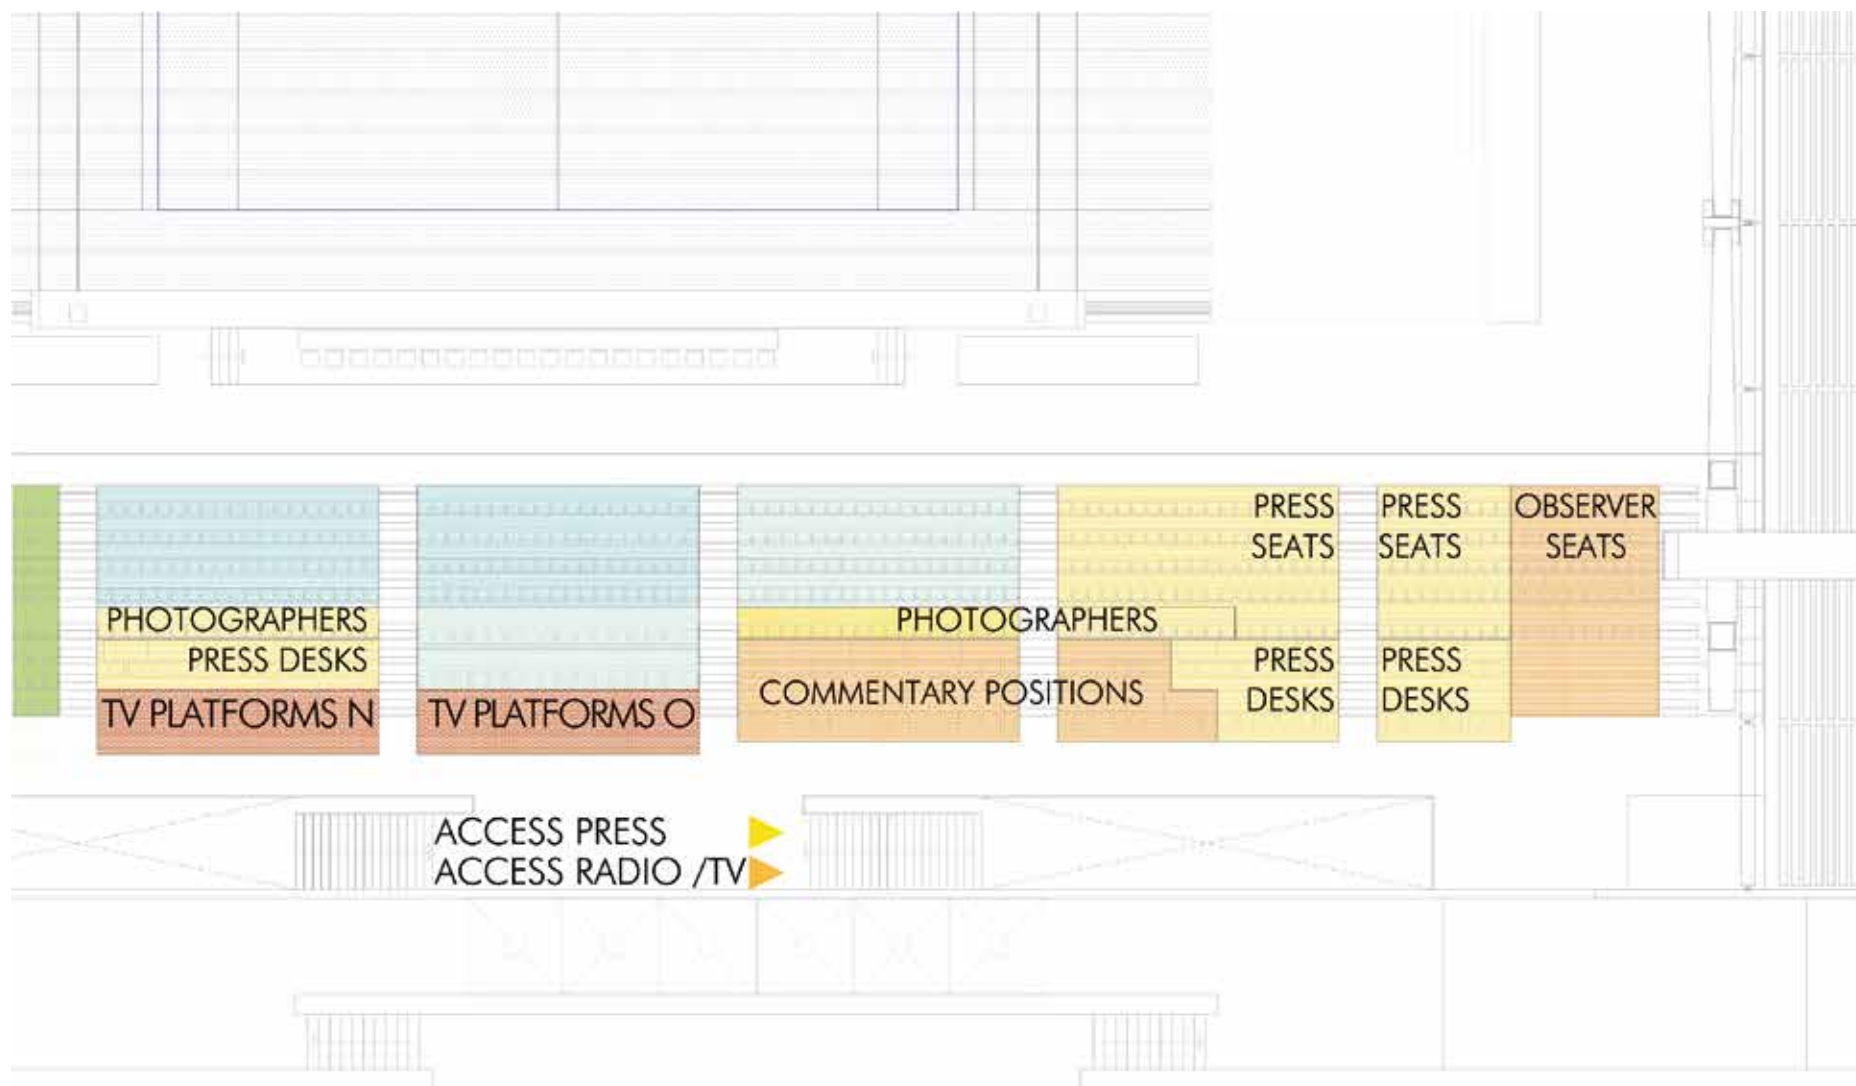 PRESS
SEATS
PRESS
SEATS
OBSERVER
SEATS
PHOTOGRAPHERS
PHOTOGRAPHERS
PRESS DESKS
PRESS
DESKS
PRESS
DESKS
TV PLATFORMS N
TV PLATFORMS O
COMMENTARY POSITIONS
ACCESS PRESS
ACCESS RADIO /TV